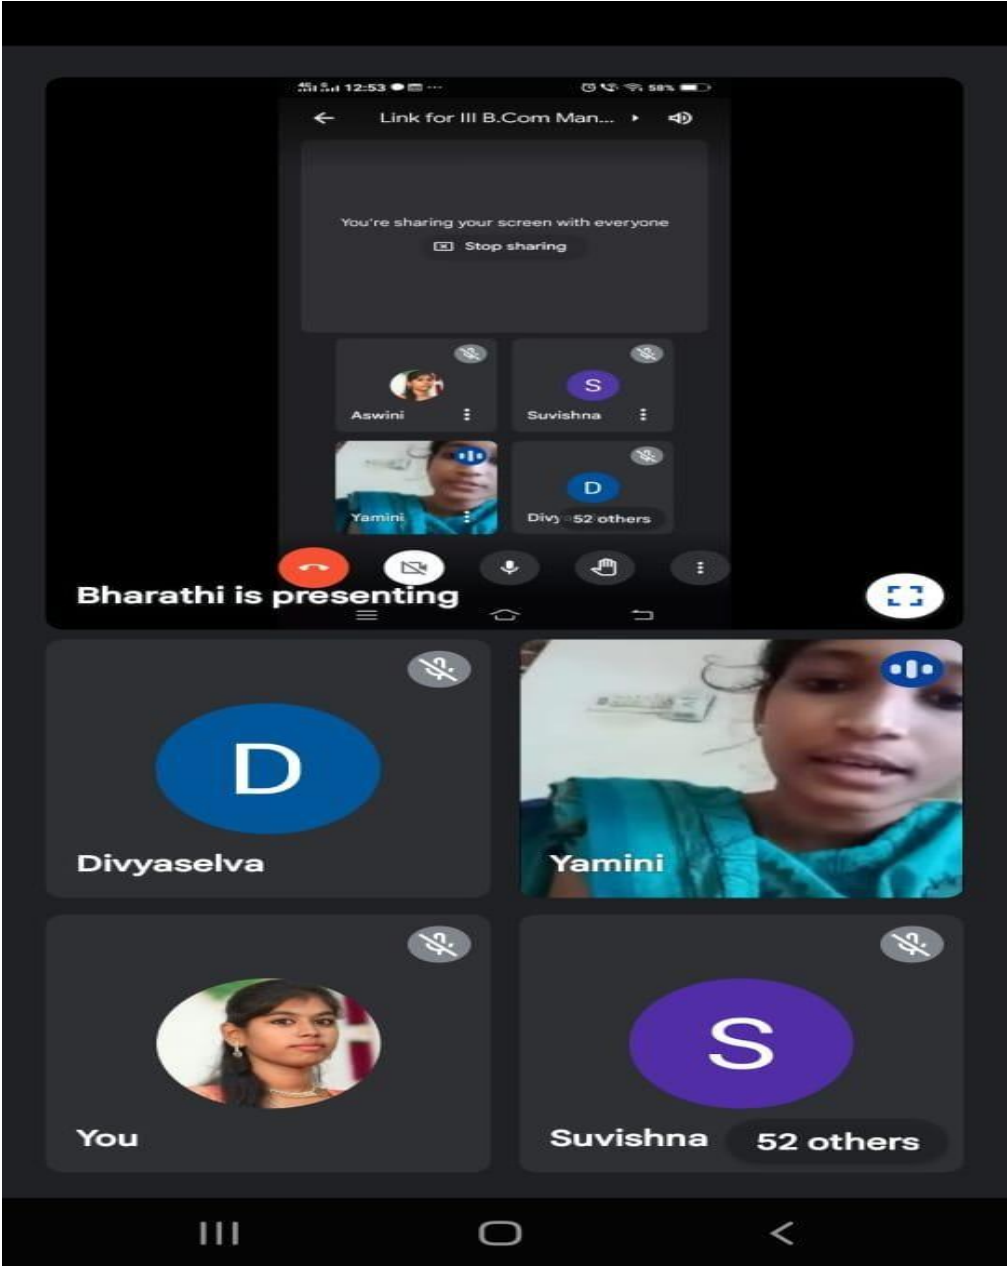 12:53 ... 58%
Link for III B.Com Man...
You're sharing your screen with everyone
Stop sharing
Aswini
S
Suvishna
Yamini
D
Divy 52 others
Bharathi is presenting
D
Divyaselva
Yamini
You
S
Suvishna 52 others